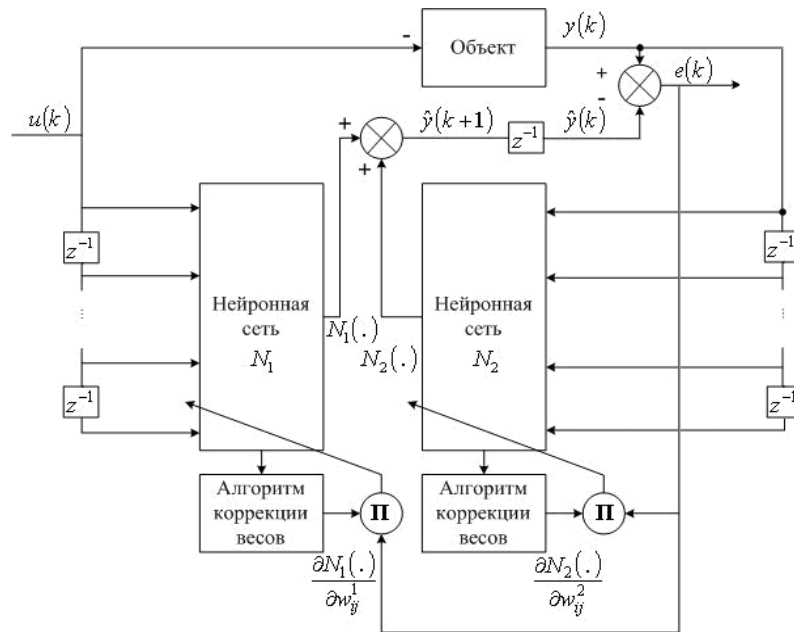 y(k)
-
Объект
+
e(k)
u(k)
+
ŷ(k+1)
z⁻¹
ŷ(k)
-
+
z⁻¹
z⁻¹
...
...
Нейронная
сеть
N₁
N₁(.)
N₂(.)
Нейронная
сеть
N₂
z⁻¹
z⁻¹
Алгоритм
коррекции
весов
П
Алгоритм
коррекции
весов
П
∂N₁(.)
∂w¹ᵢⱼ
∂N₂(.)
∂w²ᵢⱼ